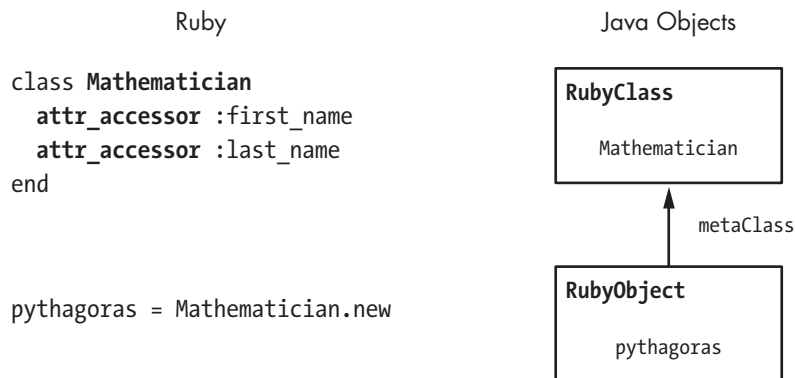 Ruby
Java Objects
class Mathematician
  attr_accessor :first_name
  attr_accessor :last_name
end
pythagoras = Mathematician.new
RubyClass
Mathematician
metaClass
RubyObject
pythagoras